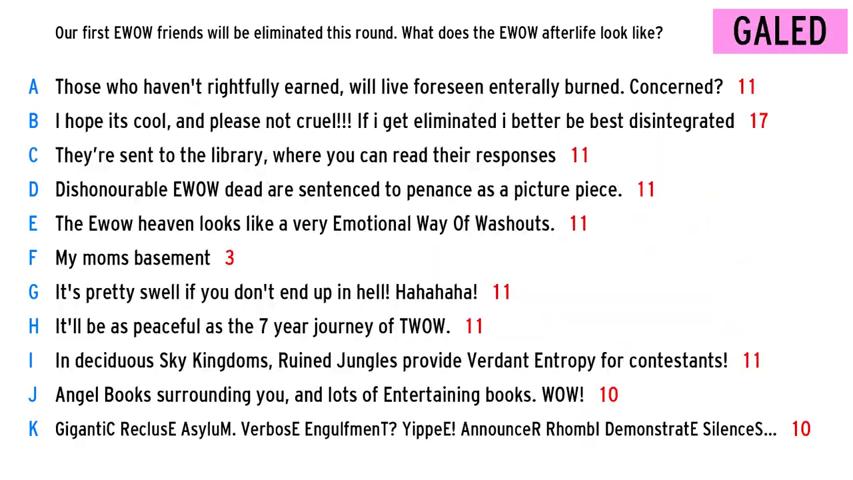 Our first EWOW friends will be eliminated this round. What does the EWOW afterlife look like?
GALED
A Those who haven't rightfully earned, will live foreseen enterally burned. Concerned? 11
B I hope its cool, and please not cruel!!! If i get eliminated i better be best disintegrated 17
C They’re sent to the library, where you can read their responses 11
D Dishonourable EWOW dead are sentenced to penance as a picture piece. 11
E The Ewow heaven looks like a very Emotional Way Of Washouts. 11
F My moms basement 3
G It's pretty swell if you don't end up in hell! Hahahaha! 11
H It'll be as peaceful as the 7 year journey of TWOW. 11
I In deciduous Sky Kingdoms, Ruined Jungles provide Verdant Entropy for contestants! 11
J Angel Books surrounding you, and lots of Entertaining books. WOW! 10
K GigantiC ReclusE AsyluM. VerbosE EngulfmenT? YippeE! AnnounceR RhombI DemonstratE SilenceS... 10